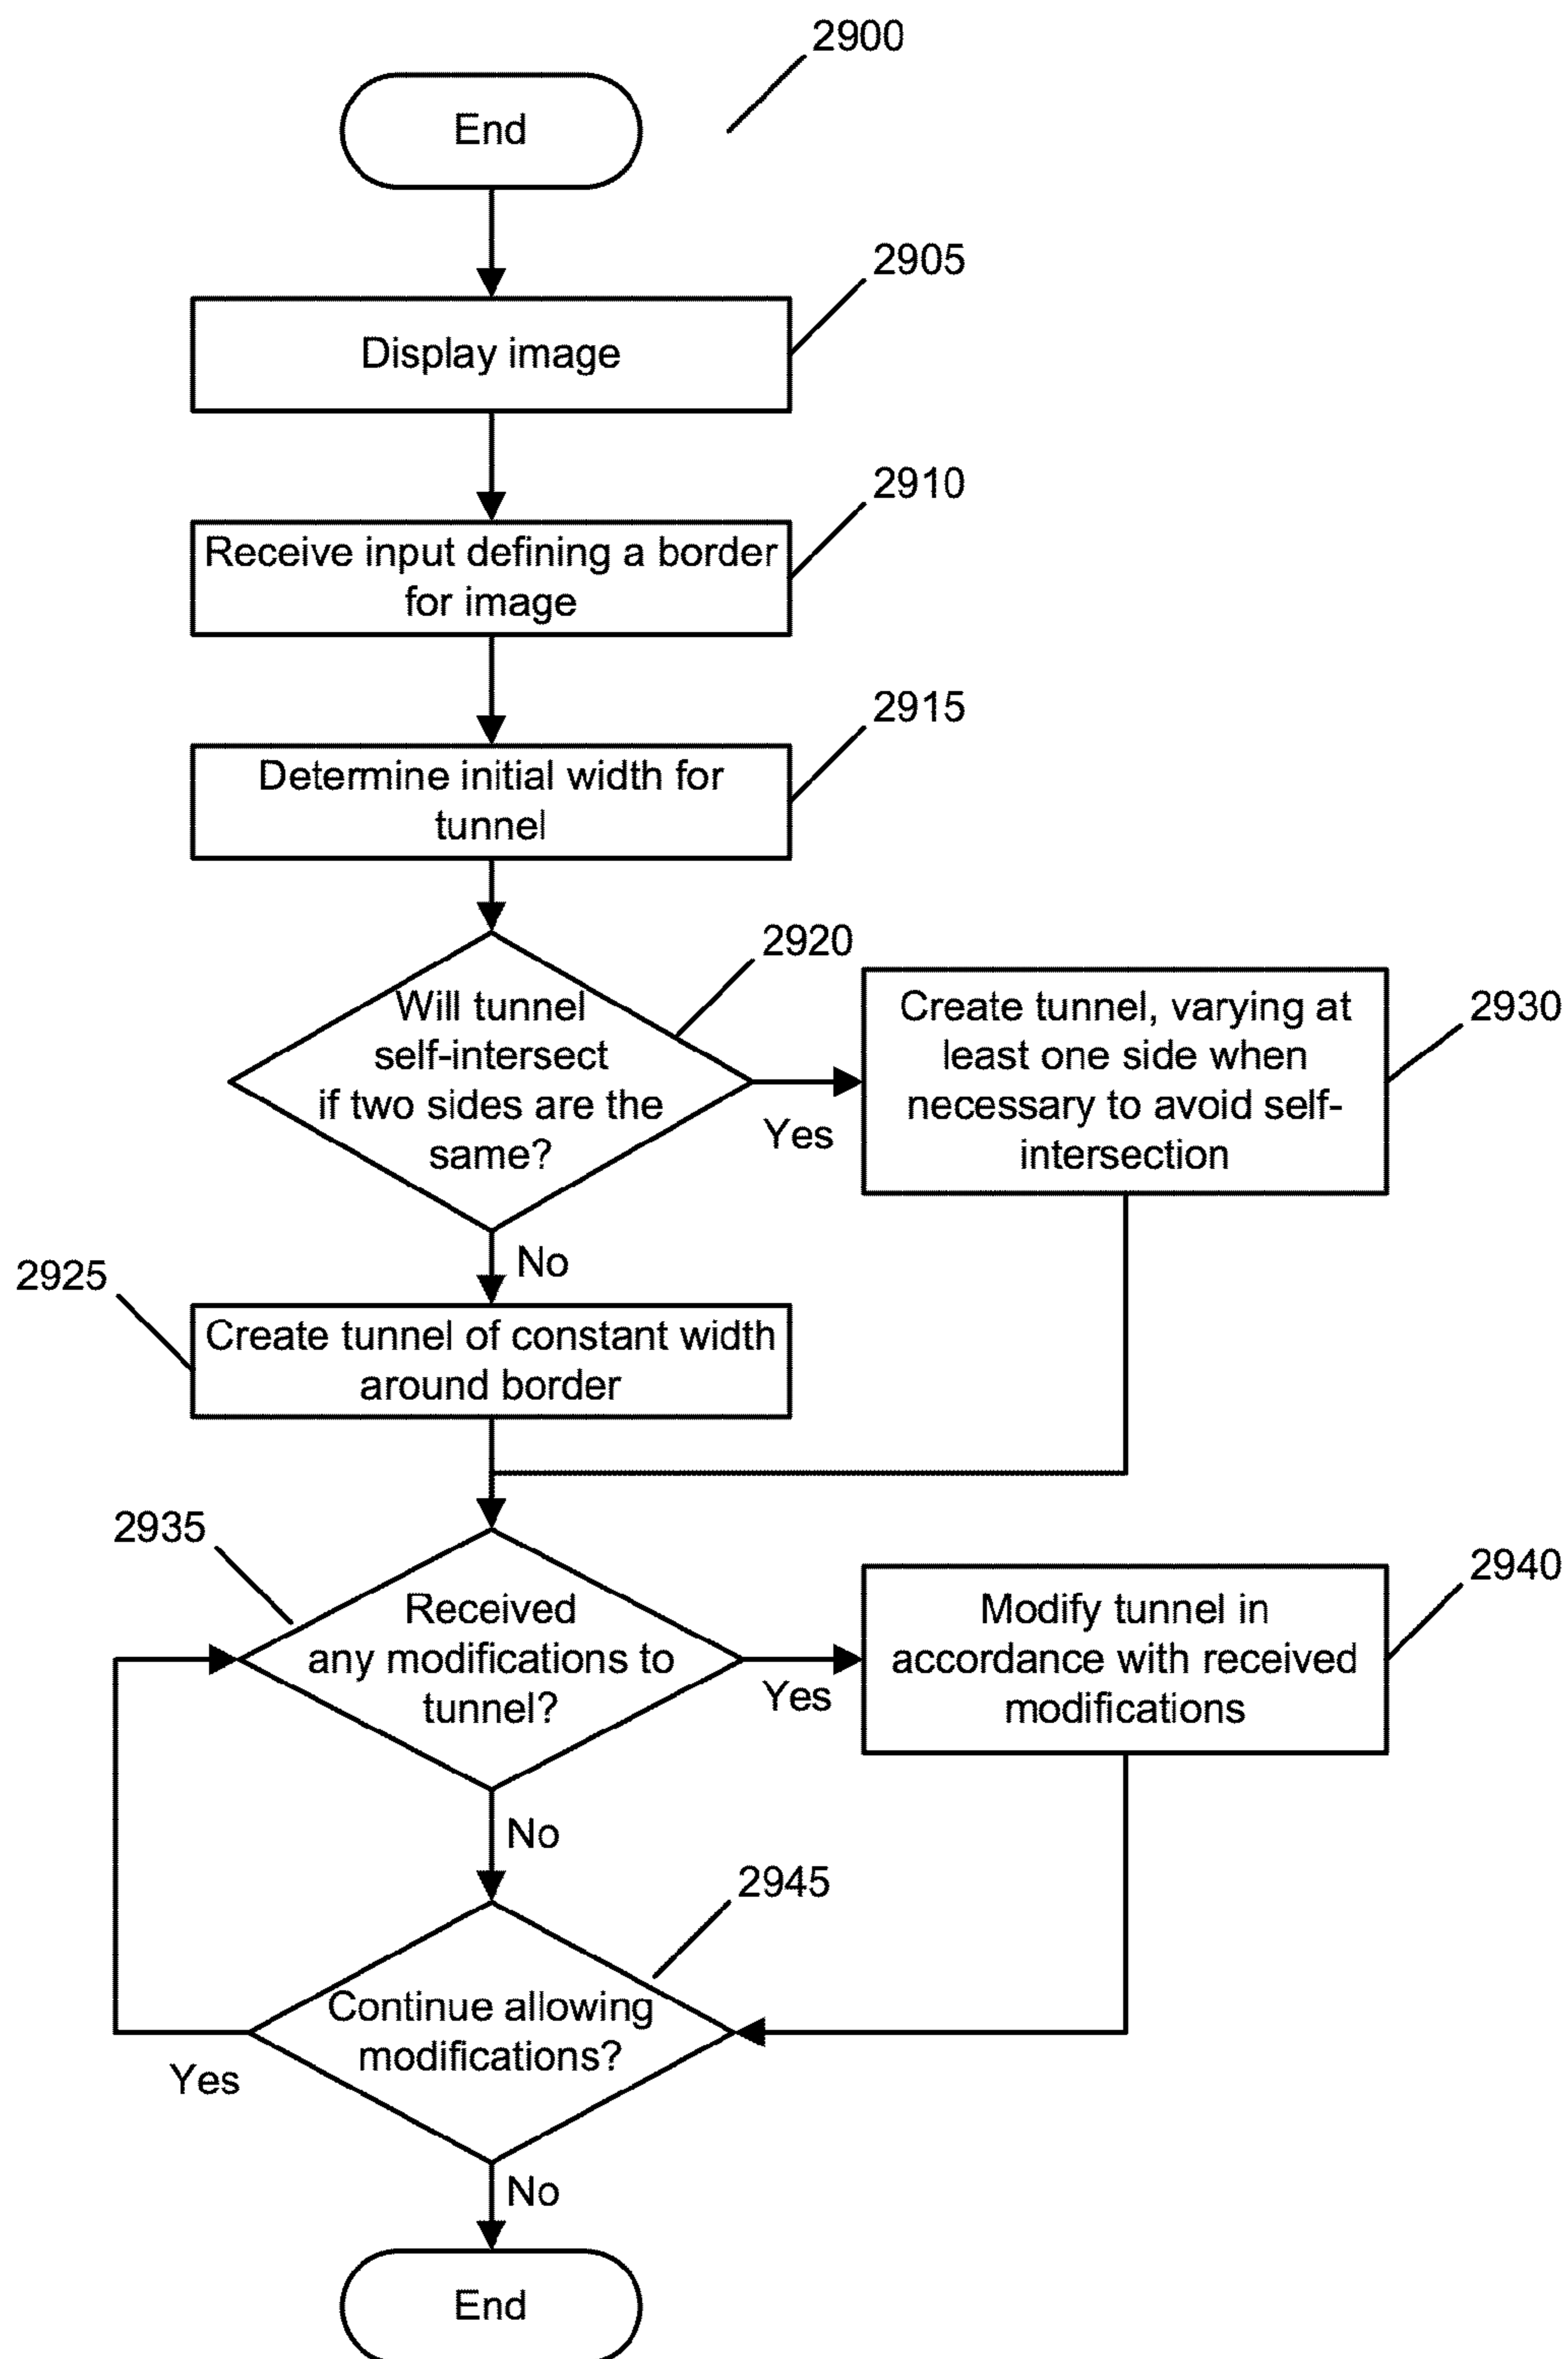 2900
End
2905
Display image
2910
Receive input defining a border
for image
2915
Determine initial width for
tunnel
2920
Will tunnel
self-intersect
if two sides are the
same?
Yes
2930
Create tunnel, varying at
least one side when
necessary to avoid self-
intersection
No
2925
Create tunnel of constant width
around border
2935
Received
any modifications to
tunnel?
Yes
2940
Modify tunnel in
accordance with received
modifications
No
2945
Continue allowing
modifications?
Yes
No
End